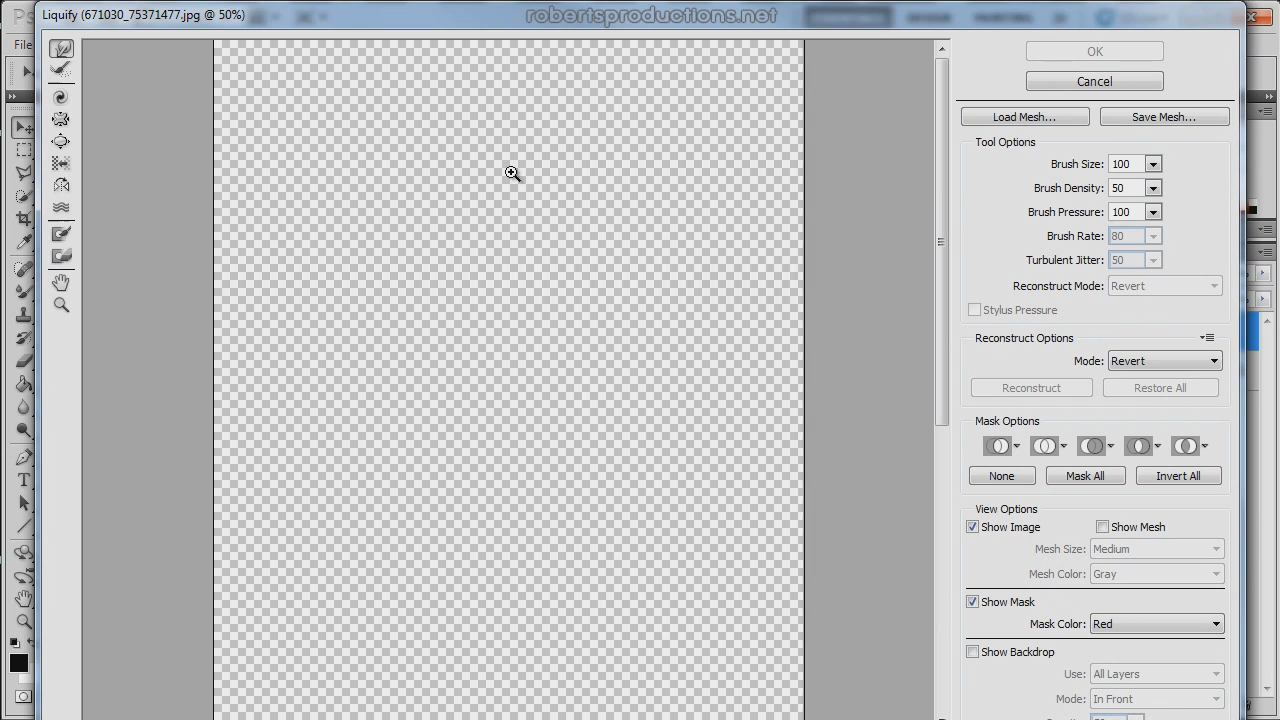 Liquify (671030_75371477.jpg @ 50%)
robertsproductions.net
File
OK
Cancel
Load Mesh...
Save Mesh...
Tool Options
Brush Size: 100
Brush Density: 50
Brush Pressure: 100
Brush Rate: 80
Turbulent Jitter: 50
Reconstruct Mode: Revert
Stylus Pressure
Reconstruct Options
Mode: Revert
Reconstruct
Restore All
Mask Options
None
Mask All
Invert All
View Options
Show Image
Show Mesh
Mesh Size: Medium
Mesh Color: Gray
Show Mask
Mask Color: Red
Show Backdrop
Use: All Layers
Mode: In Front